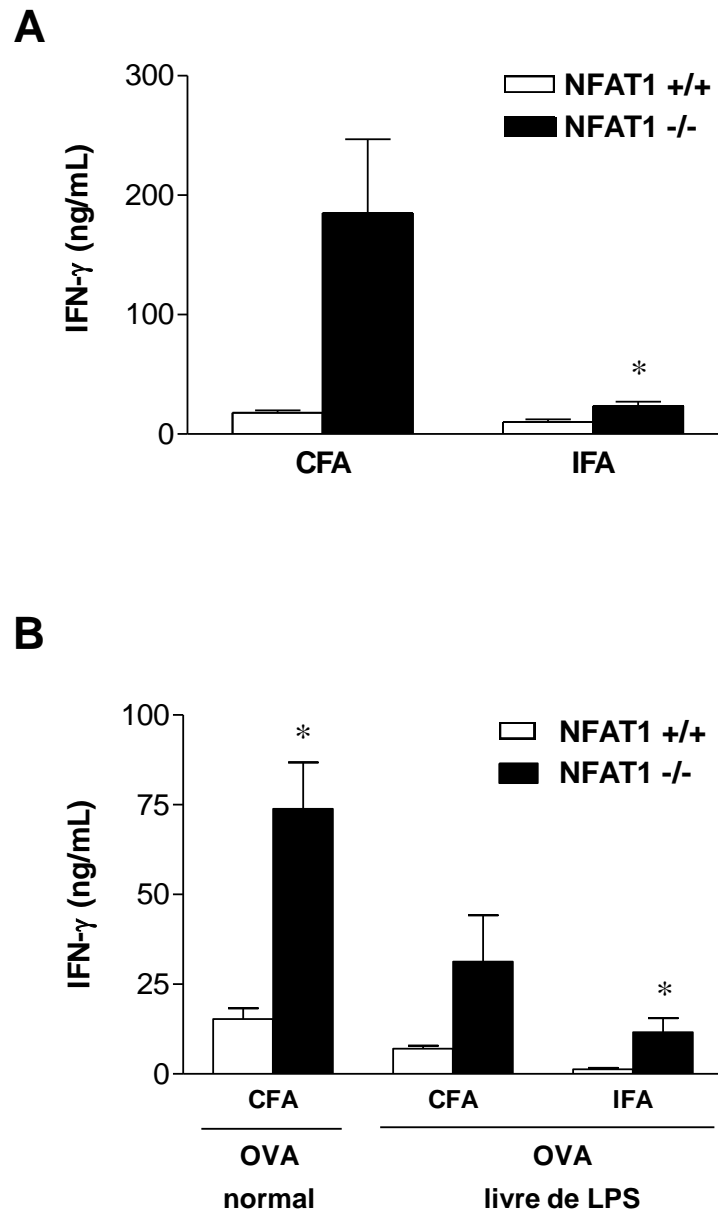 A
NFAT1 +/+
NFAT1 -/-
IFN-γ (ng/mL)
300
200
100
0
*
CFA
IFA
B
NFAT1 +/+
NFAT1 -/-
IFN-γ (ng/mL)
100
75
50
25
0
*
*
CFA
CFA
IFA
OVA
OVA
normal
livre de LPS